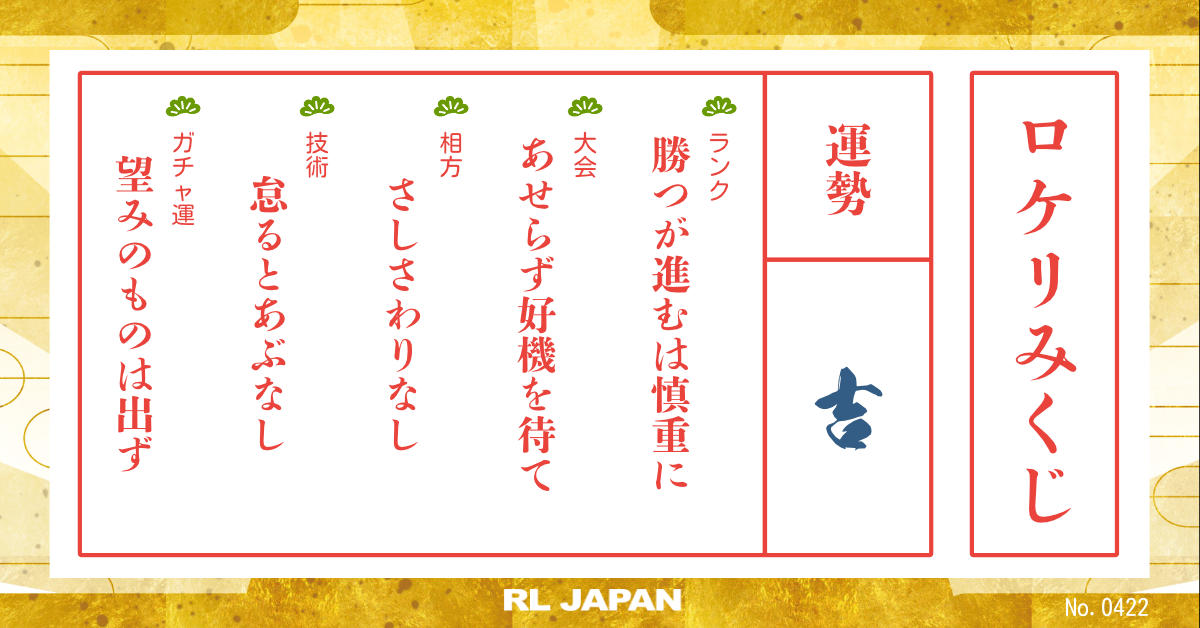 ロケリみくじ
運勢
吉
ランク
勝つが進むは慎重に
大会
あせらず好機を待て
相方
さしさわりなし
技術
怠るとあぶなし
ガチャ運
望みのものは出ず
RL JAPAN
No. 0422